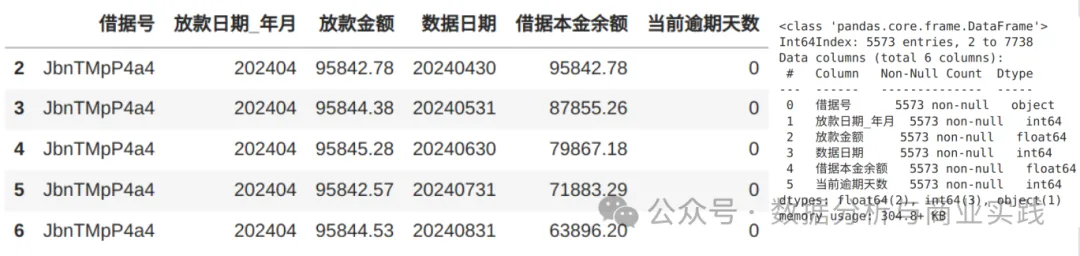 借据号 放款日期_年月 放款金额 数据日期 借据本金余额 当前逾期天数
2 JbnTMpP4a4 202404 95842.78 20240430 95842.78 0
3 JbnTMpP4a4 202404 95844.38 20240531 87855.26 0
4 JbnTMpP4a4 202404 95845.28 20240630 79867.18 0
5 JbnTMpP4a4 202404 95842.57 20240731 71883.29 0
6 JbnTMpP4a4 202404 95844.53 20240831 63896.20 0
<class 'pandas.core.frame.DataFrame'>
Int64Index: 5573 entries, 2 to 7738
Data columns (total 6 columns):
# Column Non-Null Count Dtype
--- ------ -------------- -----
0 借据号 5573 non-null object
1 放款日期_年月 5573 non-null int64
2 放款金额 5573 non-null float64
3 数据日期 5573 non-null int64
4 借据本金余额 5573 non-null float64
5 当前逾期天数 5573 non-null int64
dtypes: float64(2), int64(3), object(1)
memory usage: 304.8+ KB
公众号 · 数据分析与商业实践